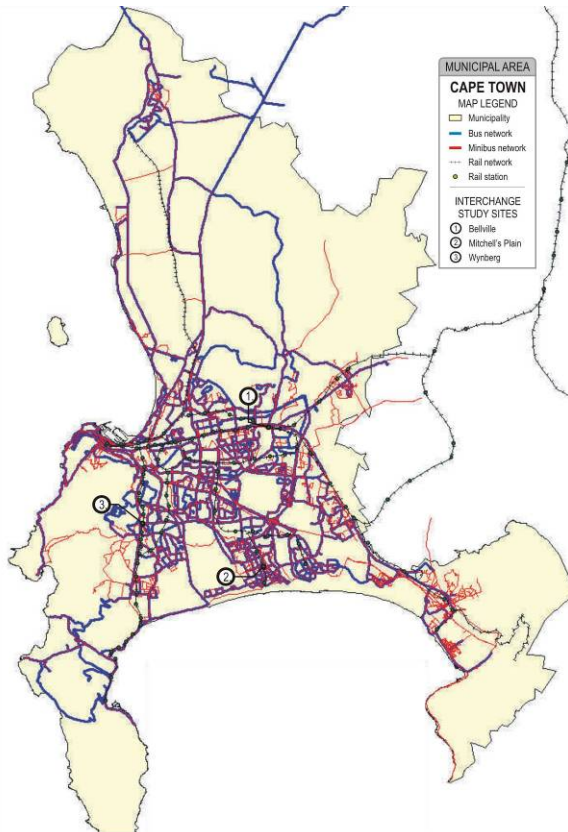 MUNICIPAL AREA
CAPE TOWN
MAP LEGEND
Municipality
Bus network
Minibus network
Rail network
Rail station
INTERCHANGE
STUDY SITES
1 Bellville
2 Mitchell's Plain
3 Wynberg
1
3
2